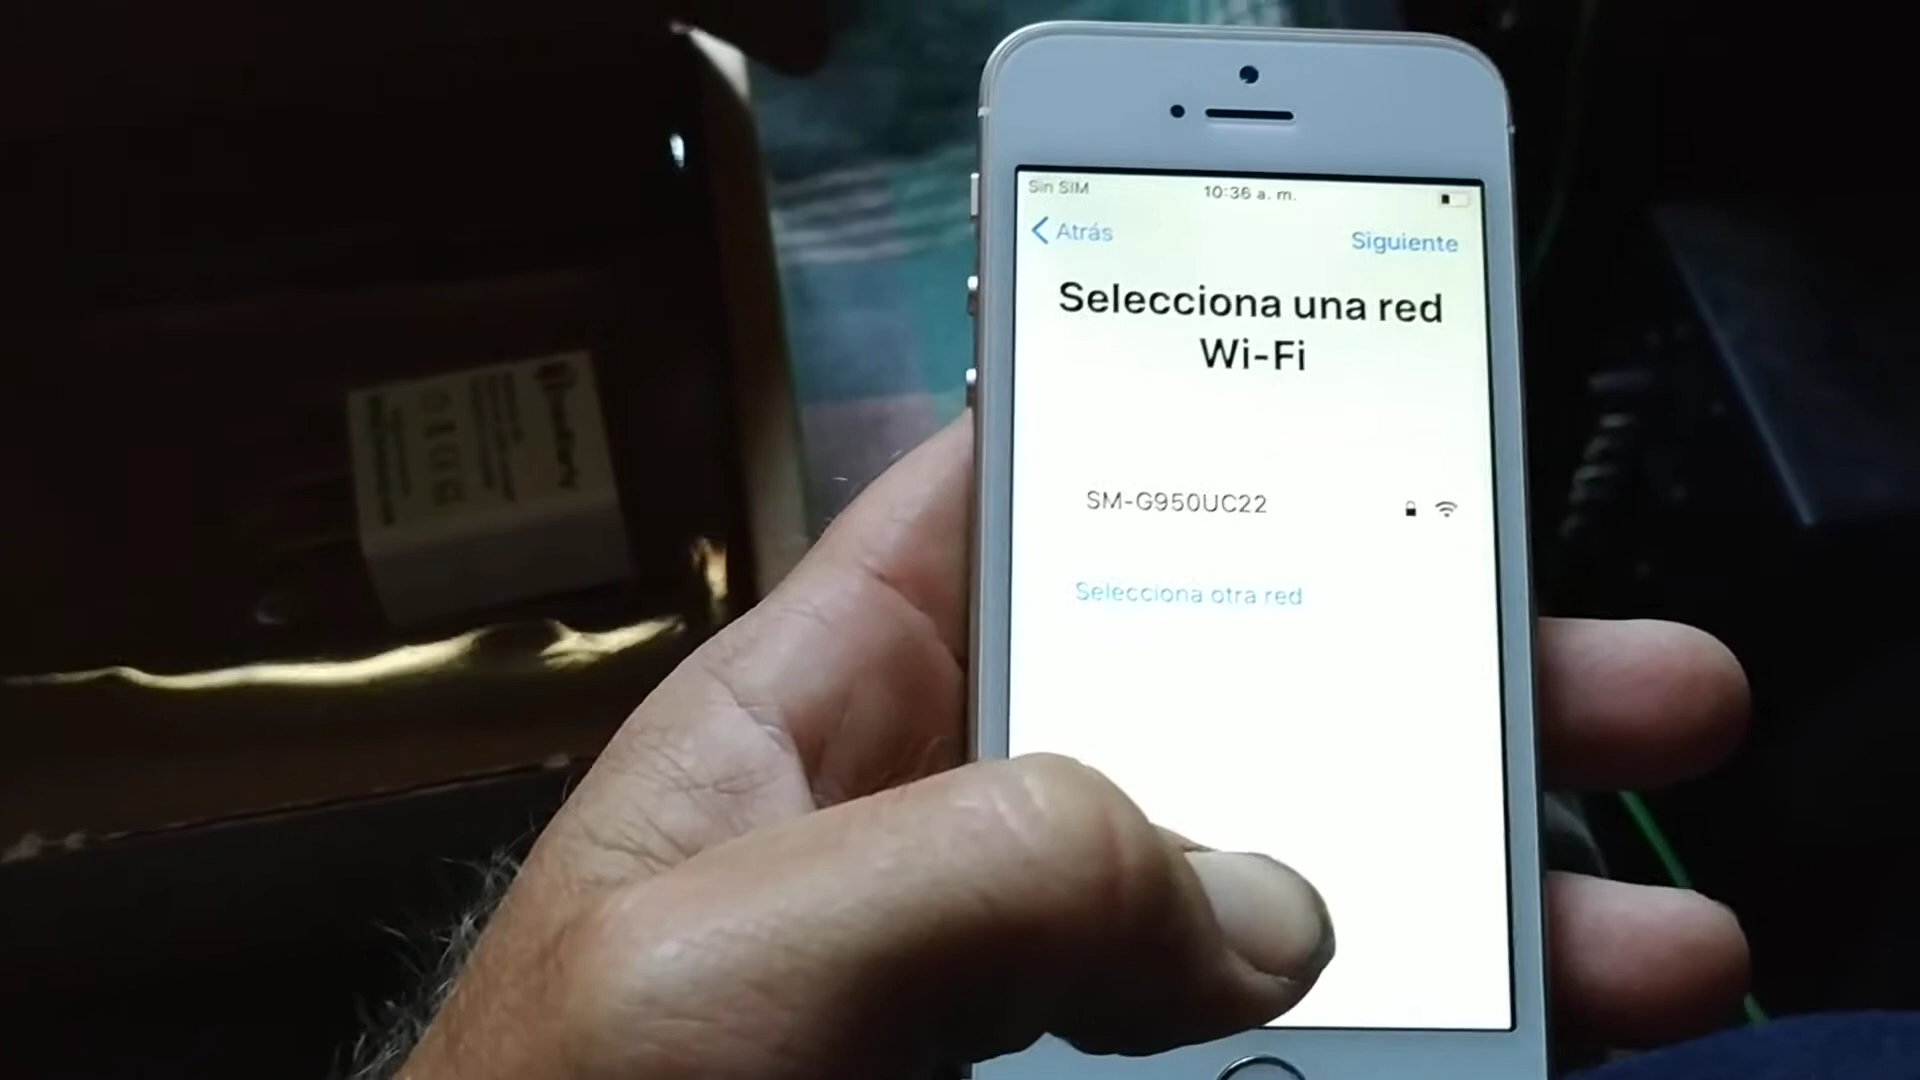 Sin SIM
10:36 a. m.
Atrás
Siguiente
Selecciona una red
Wi-Fi
SM-G950UC22
Selecciona otra red